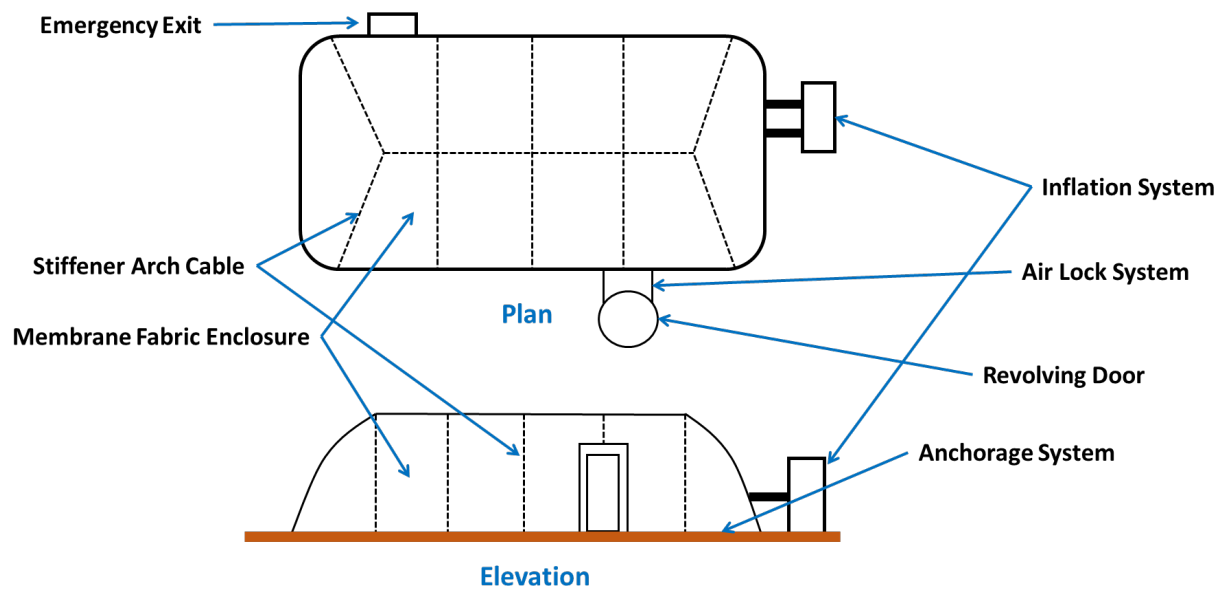 Emergency Exit
Inflation System
Stiffener Arch Cable
Air Lock System
Plan
Membrane Fabric Enclosure
Revolving Door
Anchorage System
Elevation